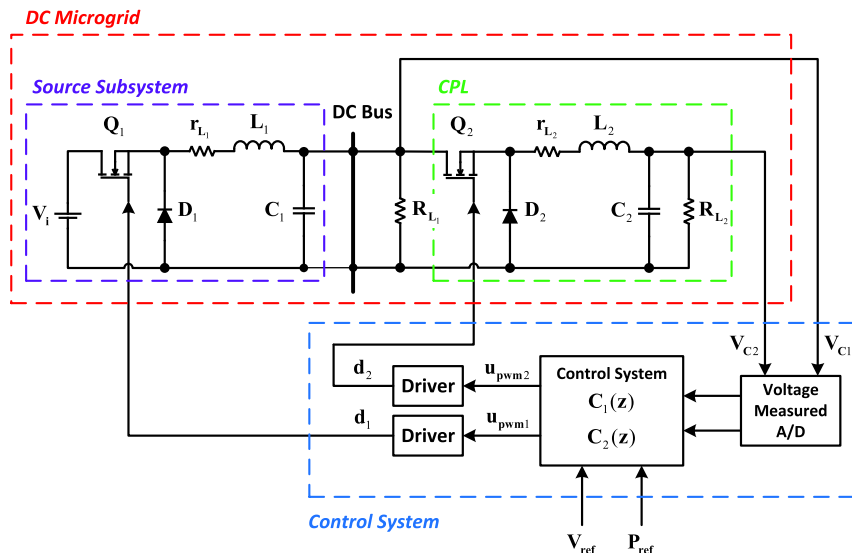 DC Microgrid
Source Subsystem
CPL
DC Bus
Q1
rL1
L1
Q2
rL2
L2
Vi
D1
C1
RL1
D2
C2
RL2
VC2
VC1
d2
Driver
upwm2
Control System
C1(z)
C2(z)
Voltage
Measured
A/D
d1
Driver
upwm1
Control System
Vref
Pref